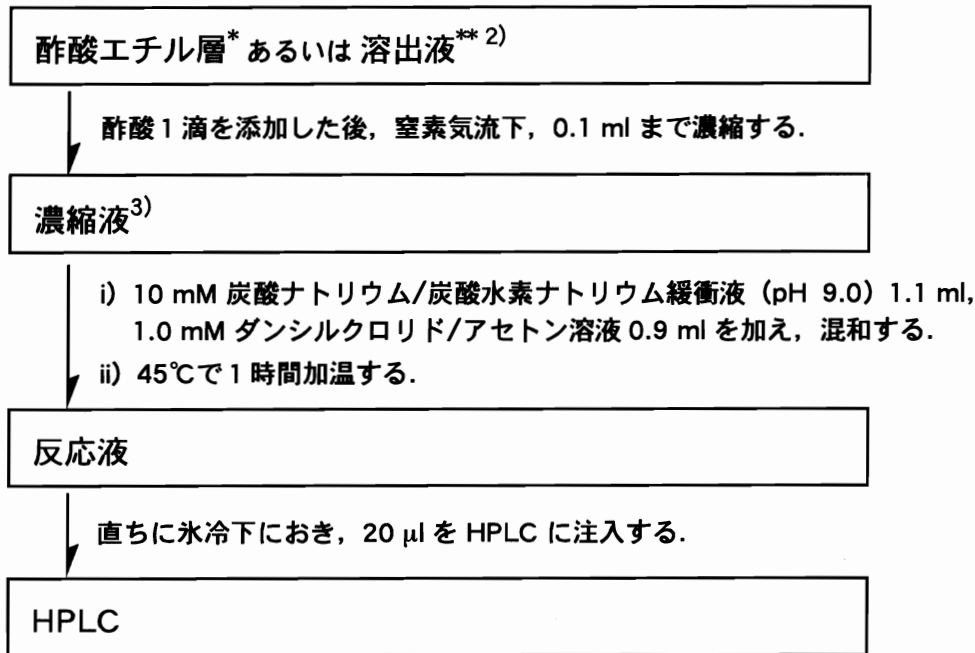 酢酸エチル層* あるいは 溶出液** 2)
酢酸1滴を添加した後，窒素気流下，0.1 ml まで濃縮する．
濃縮液3)
i) 10 mM 炭酸ナトリウム/炭酸水素ナトリウム緩衝液（pH 9.0）1.1 ml,
1.0 mM ダンシルクロリド/アセトン溶液 0.9 ml を加え，混和する．
ii) 45℃で1時間加温する．
反応液
直ちに氷冷下におき，20 μl を HPLC に注入する．
HPLC